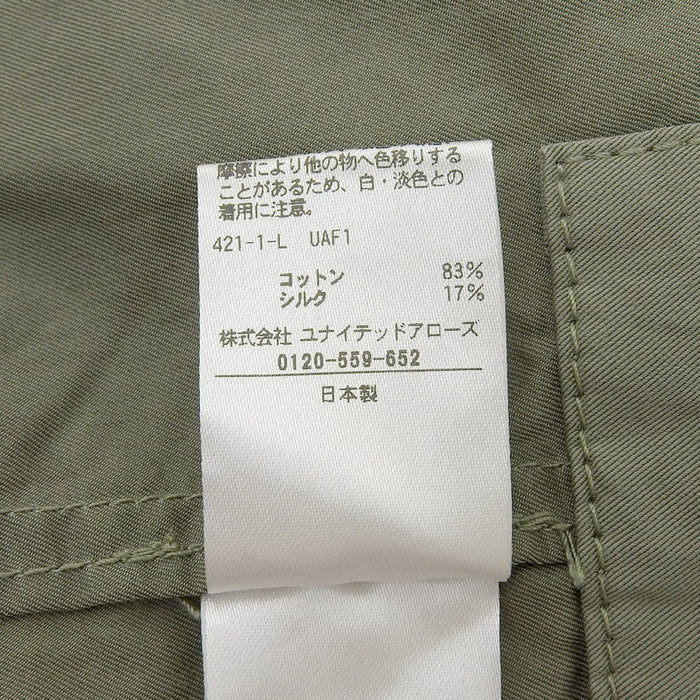 摩擦により他の物へ色移りする
ことがあるため、白・淡色との
着用に注意。
421-1-L UAF1
コットン 83%
シルク 17%
株式会社 ユナイテッドアローズ
0120-559-652
日本製